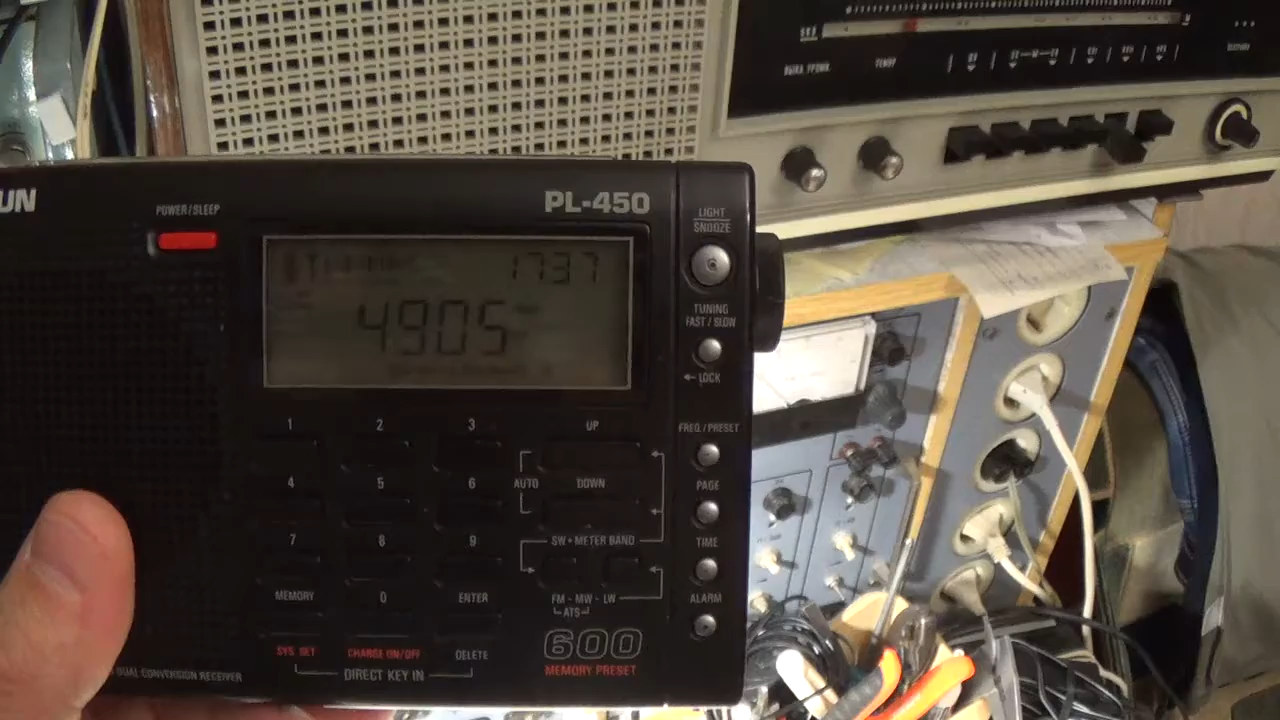 UN
PL-450
POWER/SLEEP
LIGHT
SNOOZE
1737
4905
TUNING
FAST / SLOW
LOCK
1
2
3
UP
FREQ./PRESET
4
5
6
AUTO
DOWN
PAGE
7
8
9
SW - METER BAND
TIME
MEMORY
0
ENTER
FM - MW - LW
ATS
ALARM
SYS. SET
CHARGE ON/OFF
DELETE
DIRECT KEY IN
600
MEMORY PRESET
DUAL CONVERSION RECEIVER
ТЕМБР